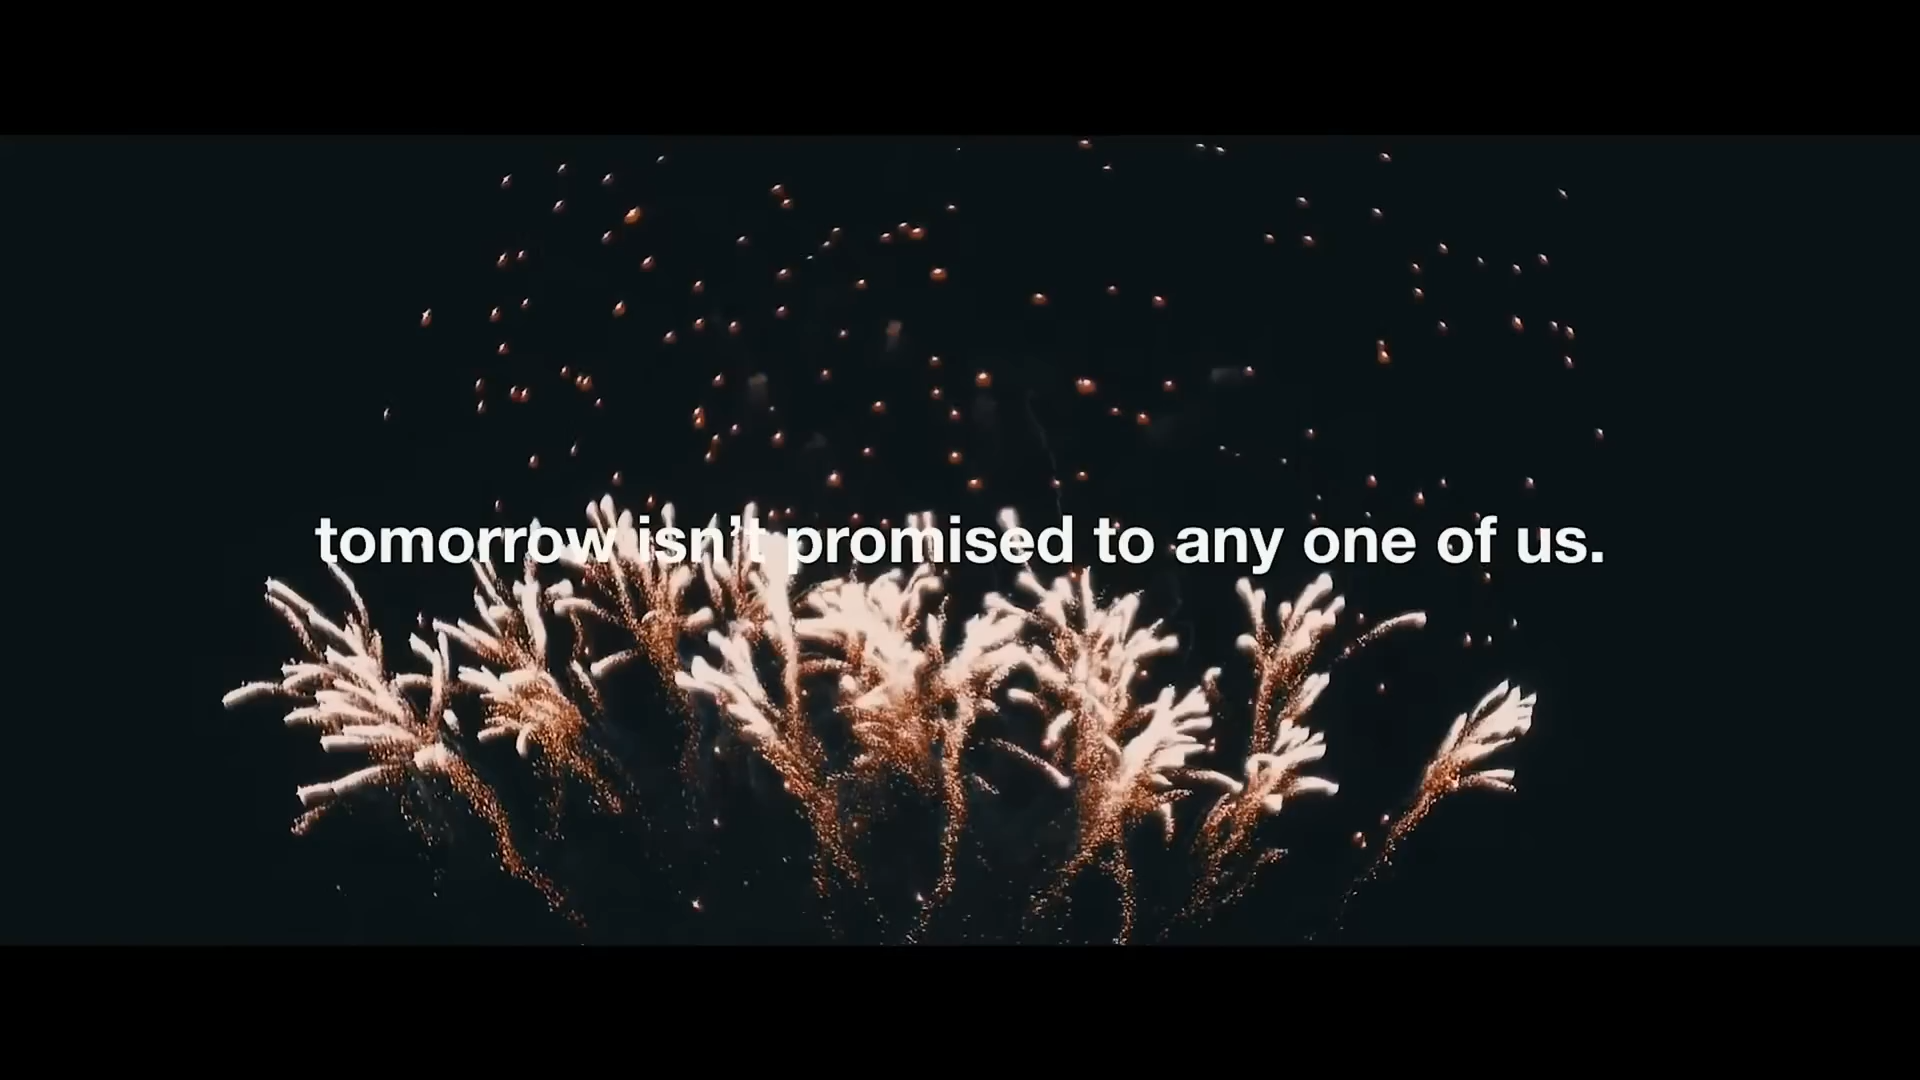 tomorrow isn't promised to any one of us.